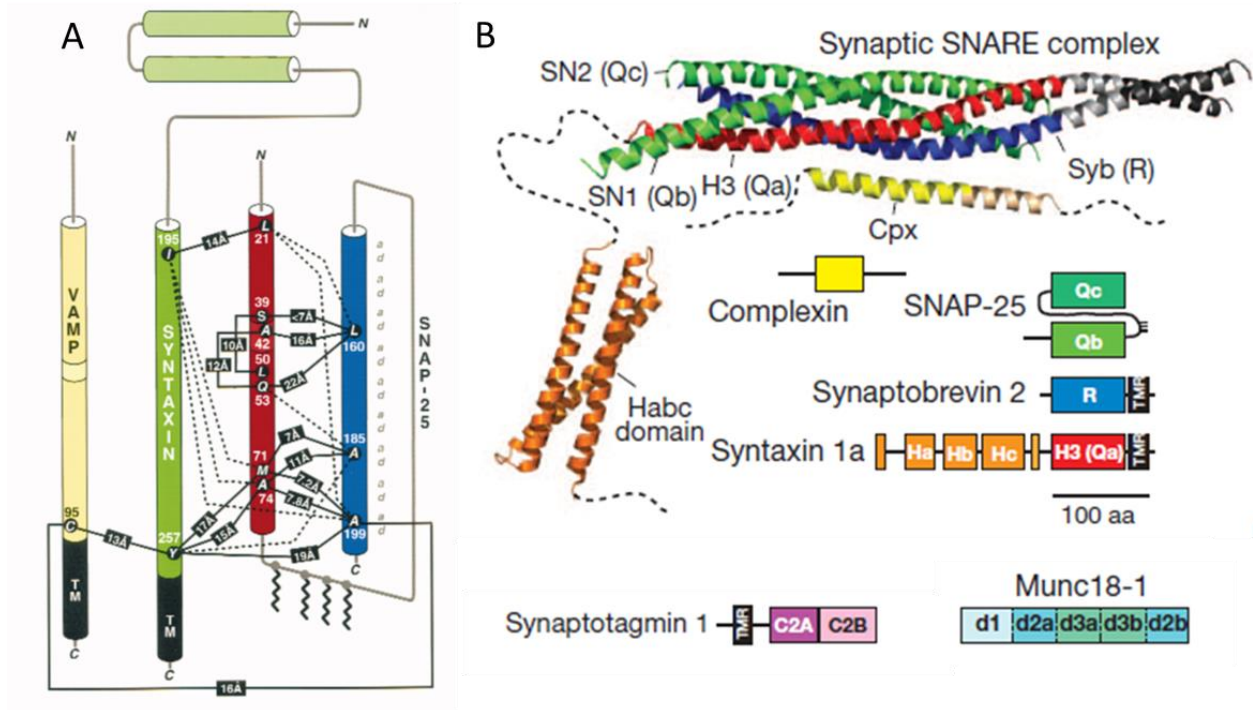 A
N
N
N
VAMP
SYNTAXIN
SNAP-25
195
I
14Å
L
21
39
S
A
42
50
L
Q
53
<7Å
16A
10Å
12Å
22Å
L
160
a
d
a
d
a
d
a
d
a
d
a
d
a
d
a
d
185
A
71
M
A
74
7Å
11Å
7.2Å
7.8Å
17Å
15Å
19Å
A
199
95
C
13Å
257
Y
TM
TM
C
C
C
16Å
B
Synaptic SNARE complex
SN2 (Qc)
SN1 (Qb)
H3 (Qa)
Syb (R)
Cpx
Habc
domain
Complexin
SNAP-25
Qc
Qb
Synaptobrevin 2
R
TMR
Syntaxin 1a
Ha
Hb
Hc
H3 (Qa)
TMR
100 aa
Synaptotagmin 1
TMR
C2A
C2B
Munc18-1
d1
d2a
d3a
d3b
d2b